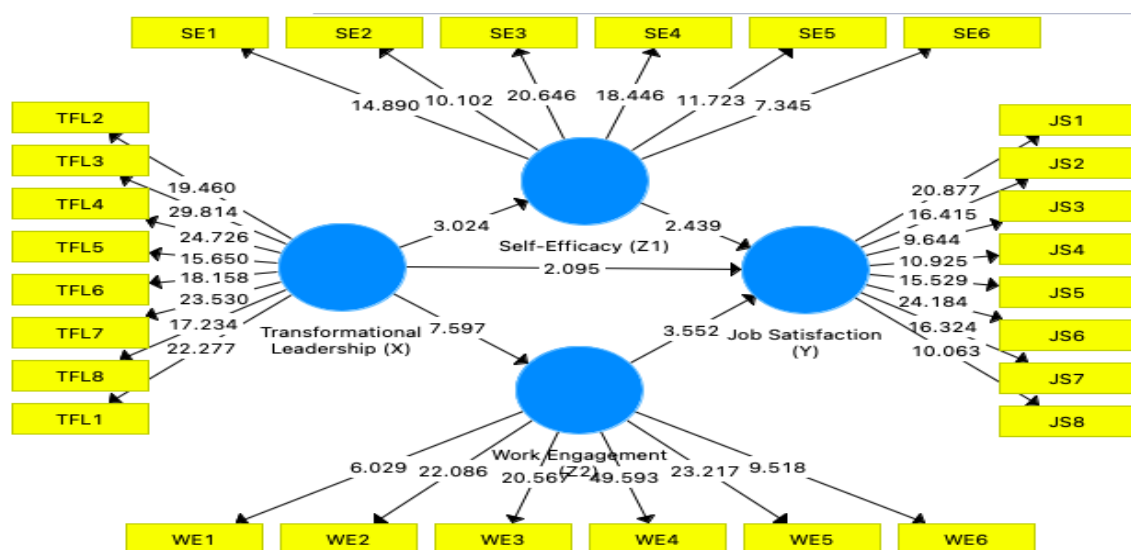 SE1 SE2 SE3 SE4 SE5 SE6
14.890 10.102 20.646 18.446 11.723 7.345
TFL2
TFL3
TFL4
TFL5
TFL6
TFL7
TFL8
TFL1
19.460
29.814
24.726
15.650
18.158
23.530
17.234
22.277
3.024
Self-Efficacy (Z1)
2.439
2.095
Transformational
Leadership (X)
7.597
3.552
Job Satisfaction
(Y)
20.877
16.415
9.644
10.925
15.529
24.184
16.324
10.063
JS1
JS2
JS3
JS4
JS5
JS6
JS7
JS8
Work Engagement
(Z2)
6.029 22.086 20.567 49.593 23.217 9.518
WE1 WE2 WE3 WE4 WE5 WE6